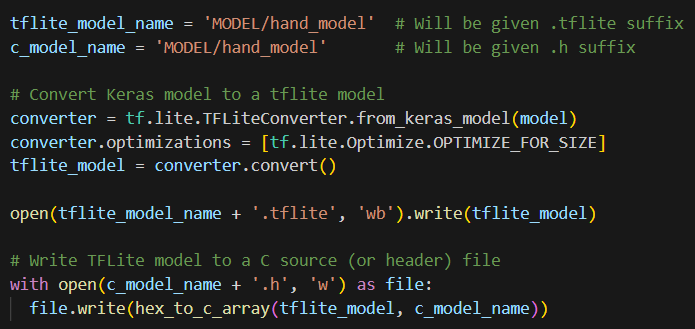 tflite_model_name = 'MODEL/hand_model'  # Will be given .tflite suffix
c_model_name = 'MODEL/hand_model'       # Will be given .h suffix

# Convert Keras model to a tflite model
converter = tf.lite.TFLiteConverter.from_keras_model(model)
converter.optimizations = [tf.lite.Optimize.OPTIMIZE_FOR_SIZE]
tflite_model = converter.convert()

open(tflite_model_name + '.tflite', 'wb').write(tflite_model)

# Write TFLite model to a C source (or header) file
with open(c_model_name + '.h', 'w') as file:
  file.write(hex_to_c_array(tflite_model, c_model_name))